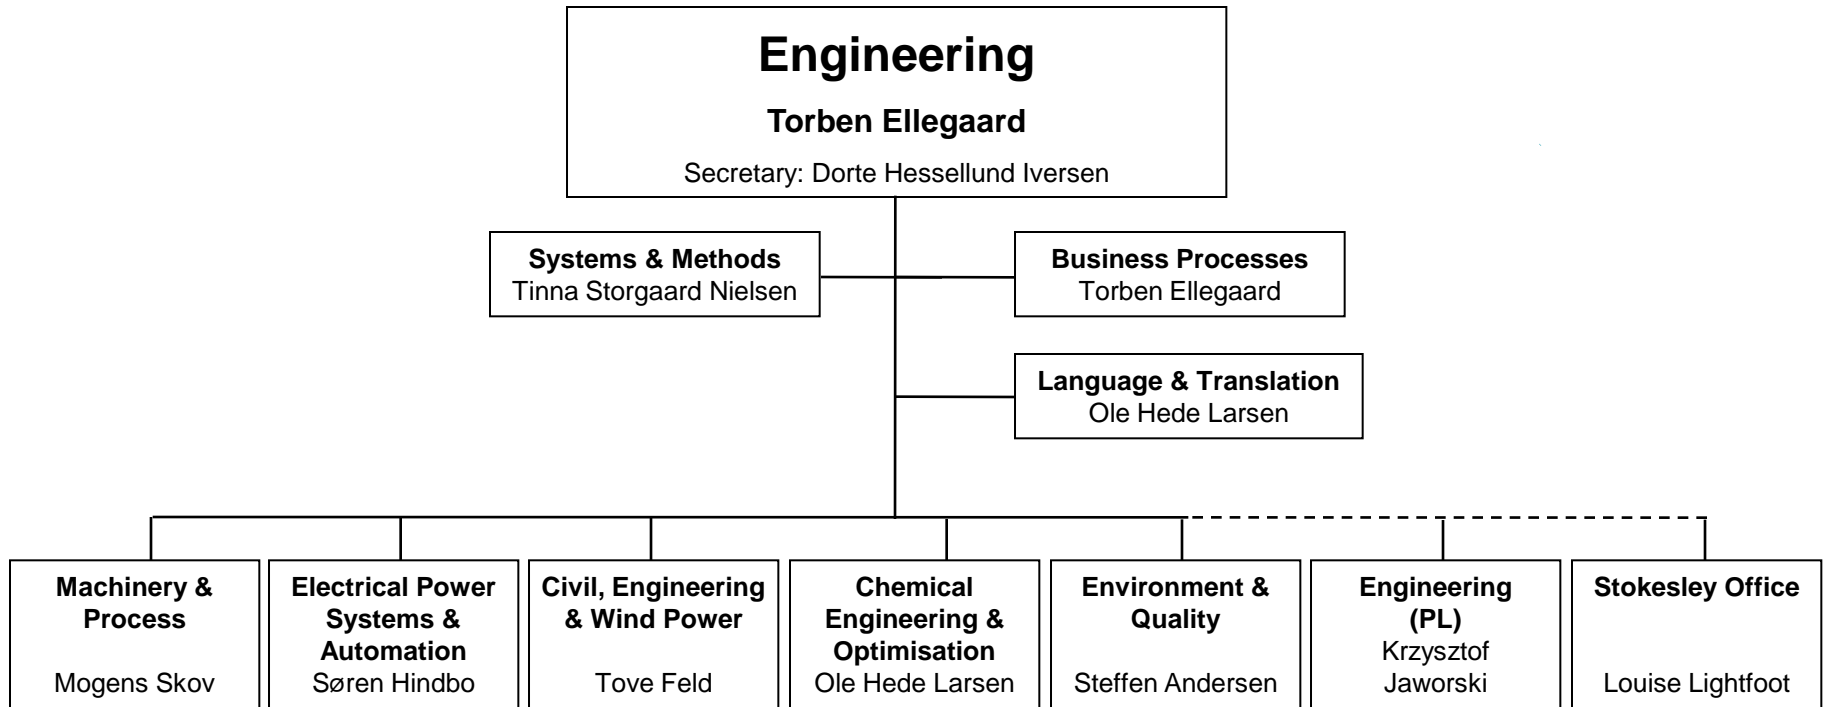 Engineering
Torben Ellegaard
Secretary: Dorte Hessellund Iversen
Systems & Methods
Tinna Storgaard Nielsen
Business Processes
Torben Ellegaard
Language & Translation
Ole Hede Larsen
Machinery &
Process
Mogens Skov
Electrical Power
Systems &
Automation
Søren Hindbo
Civil, Engineering
& Wind Power
Tove Feld
Chemical
Engineering &
Optimisation
Ole Hede Larsen
Environment &
Quality
Steffen Andersen
Engineering
(PL)
Krzysztof
Jaworski
Stokesley Office
Louise Lightfoot